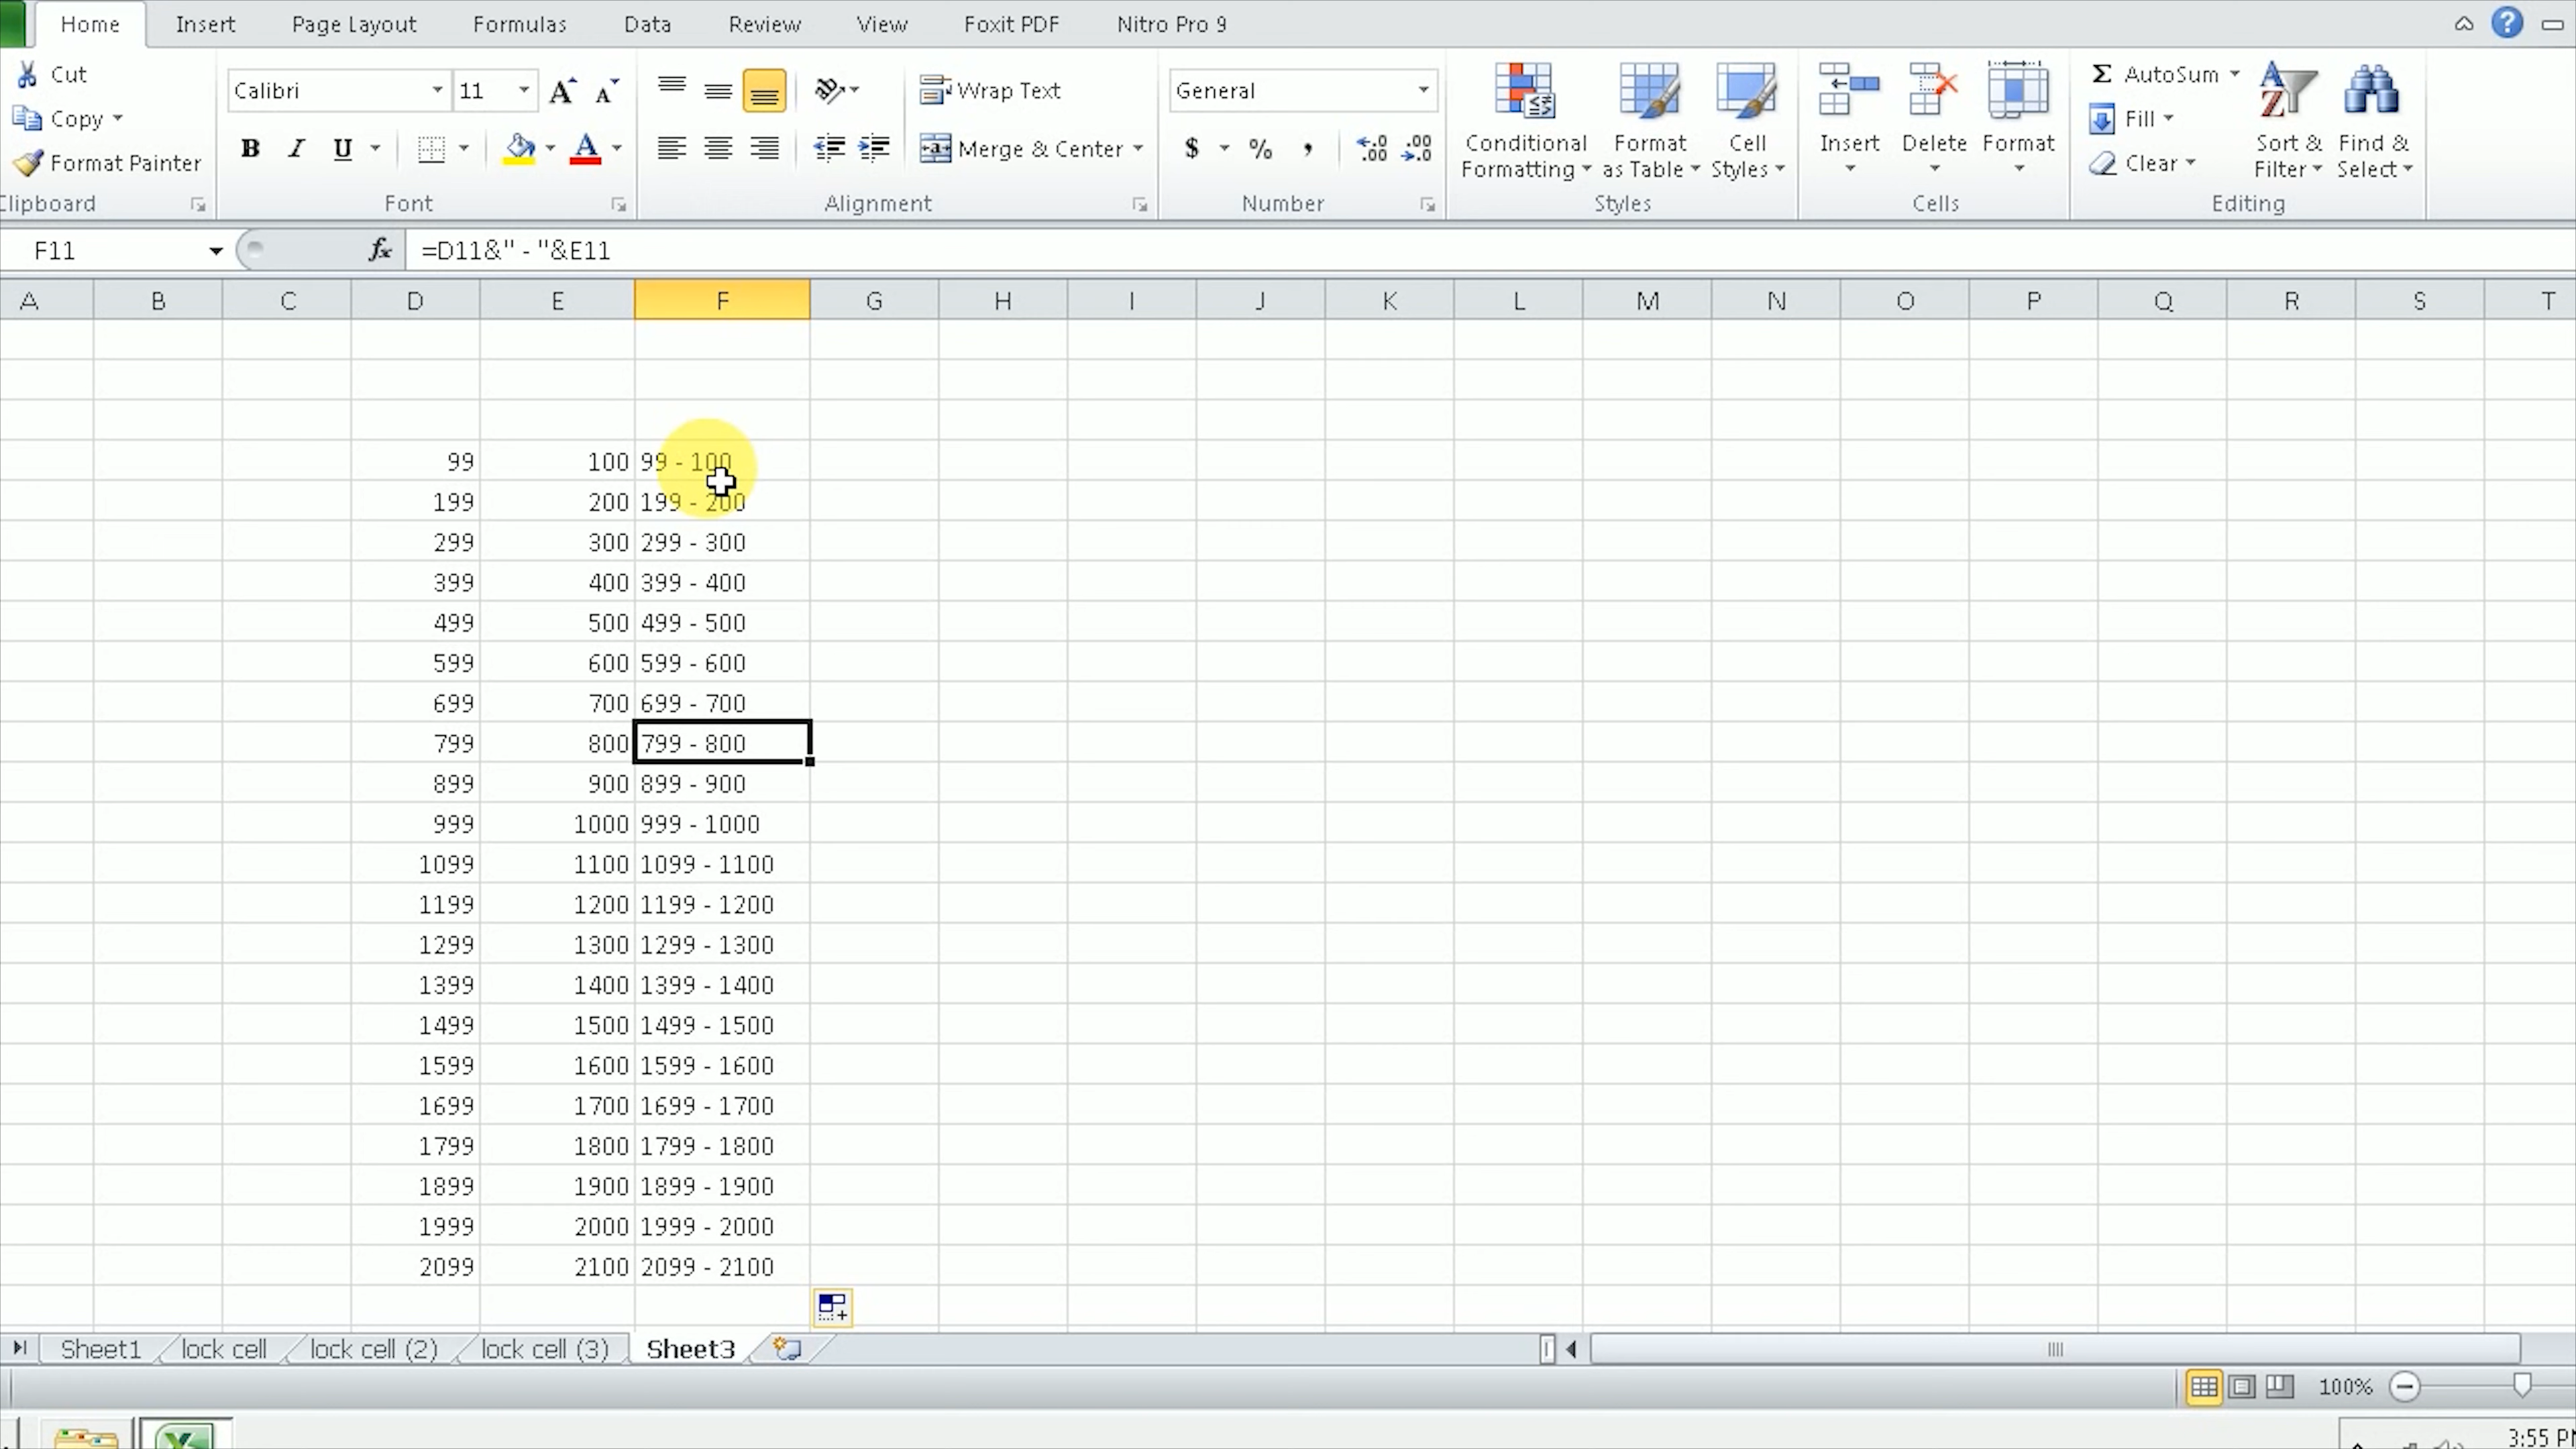 Home Insert Page Layout Formulas Data Review View Foxit PDF Nitro Pro 9
Cut
Copy
Format Painter
Clipboard
Calibri 11
B I U A
Font
Wrap Text
Merge & Center
Alignment
General
$ % ,
Number
Conditional Formatting
Format as Table
Cell Styles
Styles
Insert
Delete
Format
Cells
Σ AutoSum
Fill
Clear
Sort & Filter
Find & Select
Editing
F11 fx =D11&" - "&E11
A B C D E F G H I J K L M N O P Q R S T
99 100 99 - 100
199 200 199 - 200
299 300 299 - 300
399 400 399 - 400
499 500 499 - 500
599 600 599 - 600
699 700 699 - 700
799 800 799 - 800
899 900 899 - 900
999 1000 999 - 1000
1099 1100 1099 - 1100
1199 1200 1199 - 1200
1299 1300 1299 - 1300
1399 1400 1399 - 1400
1499 1500 1499 - 1500
1599 1600 1599 - 1600
1699 1700 1699 - 1700
1799 1800 1799 - 1800
1899 1900 1899 - 1900
1999 2000 1999 - 2000
2099 2100 2099 - 2100
Sheet1 lock cell lock cell (2) lock cell (3) Sheet3
100%
3:55 PM